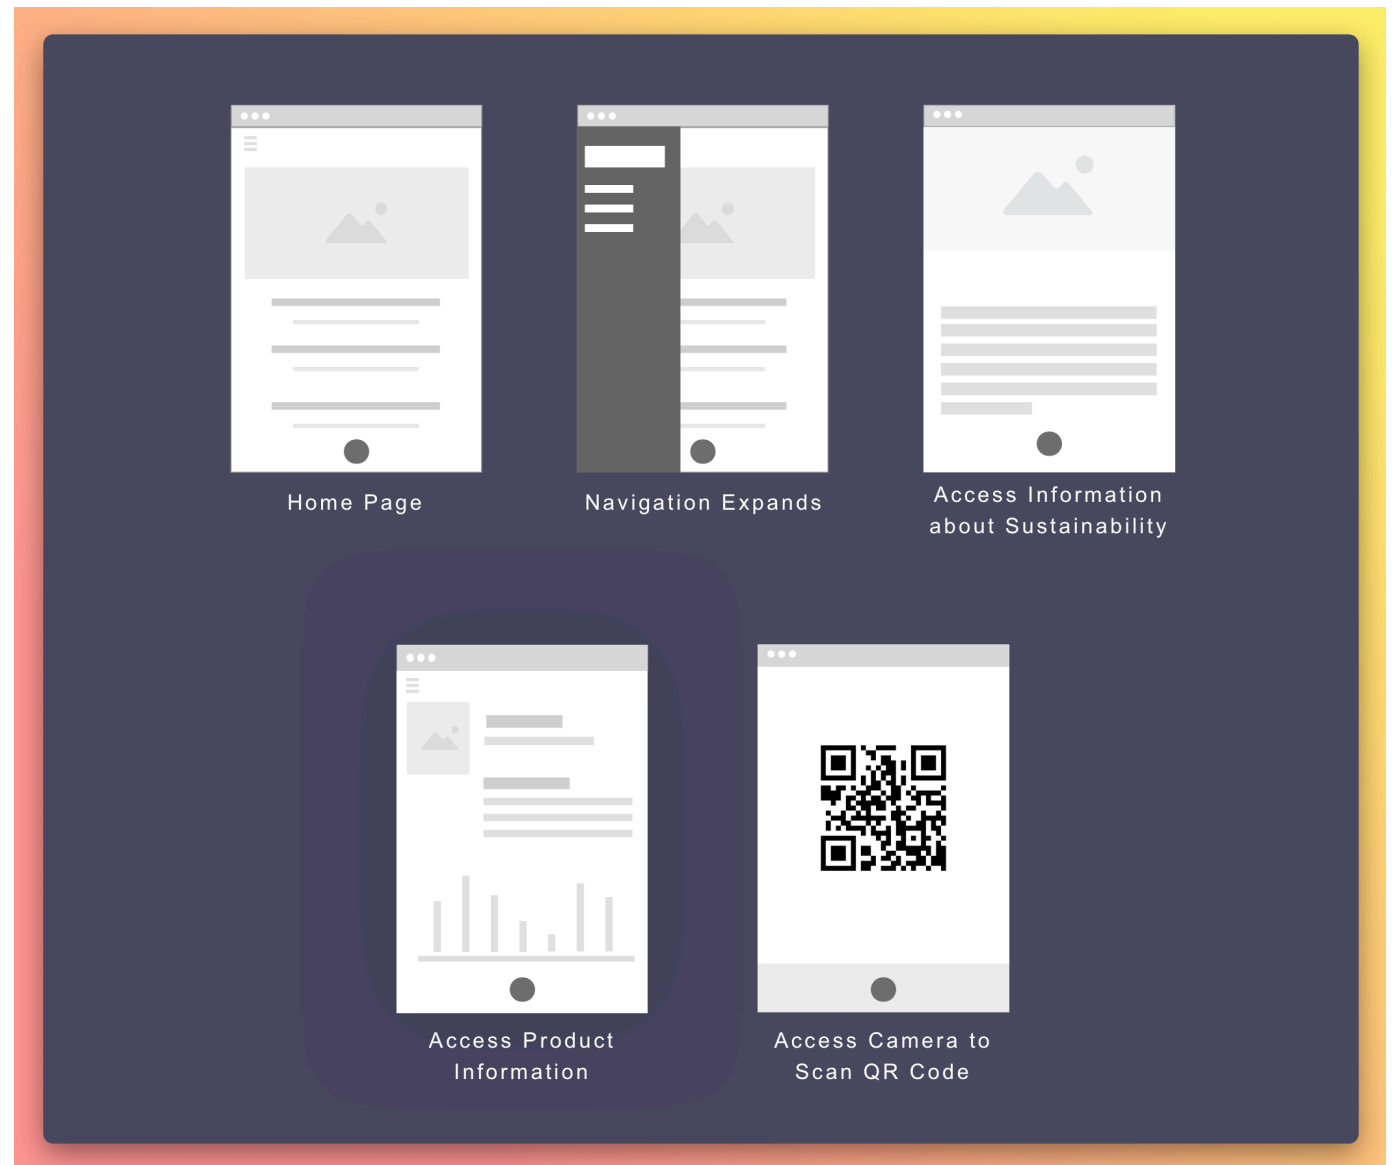 Home Page
Navigation Expands
Access Information
about Sustainability
Access Product
Information
Access Camera to
Scan QR Code